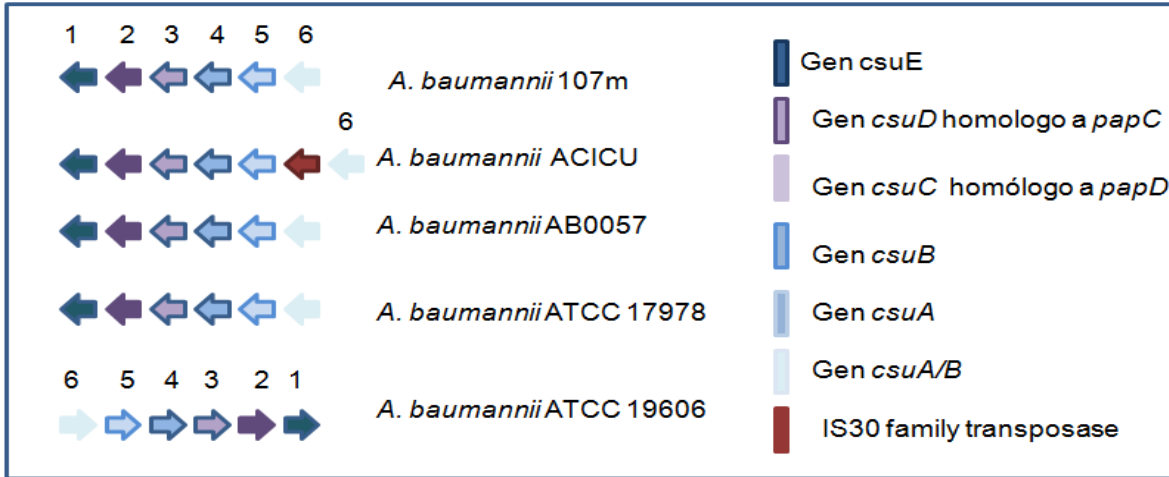 1 2 3 4 5 6
A. baumannii 107m
6
A. baumannii ACICU
A. baumannii AB0057
A. baumannii ATCC 17978
6 5 4 3 2 1
A. baumannii ATCC 19606
Gen csuE
Gen csuD homologo a papC
Gen csuC homólogo a papD
Gen csuB
Gen csuA
Gen csuA/B
IS30 family transposase